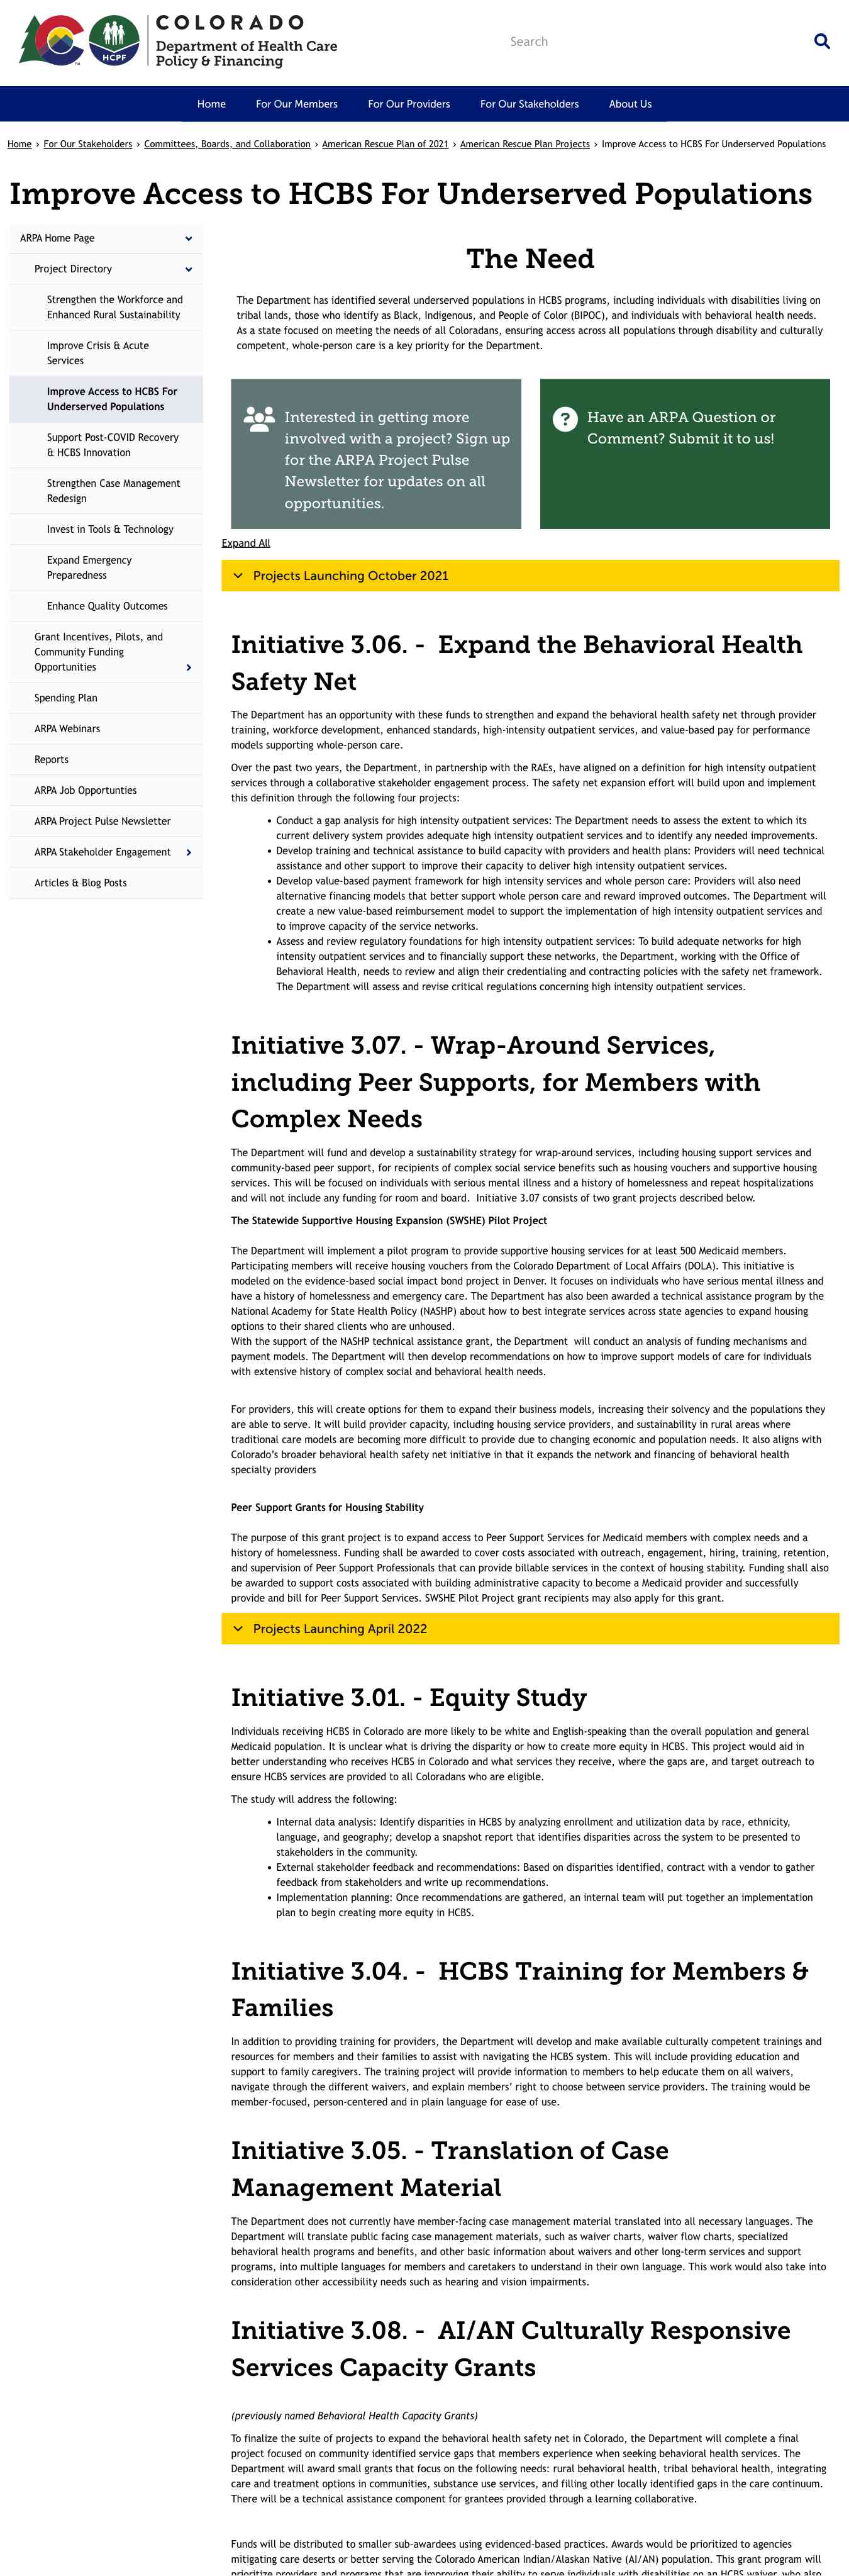 COLORADO
Department of Health Care
Policy & Financing
HCPF
TM
Search
Home
For Our Members
For Our Providers
For Our Stakeholders
About Us
Home › For Our Stakeholders › Committees, Boards, and Collaboration › American Rescue Plan of 2021 › American Rescue Plan Projects › Improve Access to HCBS For Underserved Populations
Improve Access to HCBS For Underserved Populations
ARPA Home Page
Project Directory
Strengthen the Workforce and
Enhanced Rural Sustainability
Improve Crisis & Acute
Services
Improve Access to HCBS For
Underserved Populations
Support Post-COVID Recovery
& HCBS Innovation
Strengthen Case Management
Redesign
Invest in Tools & Technology
Expand Emergency
Preparedness
Enhance Quality Outcomes
Grant Incentives, Pilots, and
Community Funding
Opportunities
Spending Plan
ARPA Webinars
Reports
ARPA Job Opportunties
ARPA Project Pulse Newsletter
ARPA Stakeholder Engagement
Articles & Blog Posts
The Need
The Department has identified several underserved populations in HCBS programs, including individuals with disabilities living on
tribal lands, those who identify as Black, Indigenous, and People of Color (BIPOC), and individuals with behavioral health needs.
As a state focused on meeting the needs of all Coloradans, ensuring access across all populations through disability and culturally
competent, whole-person care is a key priority for the Department.
Interested in getting more
involved with a project? Sign up
for the ARPA Project Pulse
Newsletter for updates on all
opportunities.
Have an ARPA Question or
Comment? Submit it to us!
Expand All
Projects Launching October 2021
Initiative 3.06. - Expand the Behavioral Health
Safety Net
The Department has an opportunity with these funds to strengthen and expand the behavioral health safety net through provider
training, workforce development, enhanced standards, high-intensity outpatient services, and value-based pay for performance
models supporting whole-person care.
Over the past two years, the Department, in partnership with the RAEs, have aligned on a definition for high intensity outpatient
services through a collaborative stakeholder engagement process. The safety net expansion effort will build upon and implement
this definition through the following four projects:
• Conduct a gap analysis for high intensity outpatient services: The Department needs to assess the extent to which its
current delivery system provides adequate high intensity outpatient services and to identify any needed improvements.
• Develop training and technical assistance to build capacity with providers and health plans: Providers will need technical
assistance and other support to improve their capacity to deliver high intensity outpatient services.
• Develop value-based payment framework for high intensity services and whole person care: Providers will also need
alternative financing models that better support whole person care and reward improved outcomes. The Department will
create a new value-based reimbursement model to support the implementation of high intensity outpatient services and
to improve capacity of the service networks.
• Assess and review regulatory foundations for high intensity outpatient services: To build adequate networks for high
intensity outpatient services and to financially support these networks, the Department, working with the Office of
Behavioral Health, needs to review and align their credentialing and contracting policies with the safety net framework.
The Department will assess and revise critical regulations concerning high intensity outpatient services.
Initiative 3.07. - Wrap-Around Services,
including Peer Supports, for Members with
Complex Needs
The Department will fund and develop a sustainability strategy for wrap-around services, including housing support services and
community-based peer support, for recipients of complex social service benefits such as housing vouchers and supportive housing
services. This will be focused on individuals with serious mental illness and a history of homelessness and repeat hospitalizations
and will not include any funding for room and board. Initiative 3.07 consists of two grant projects described below.
The Statewide Supportive Housing Expansion (SWSHE) Pilot Project
The Department will implement a pilot program to provide supportive housing services for at least 500 Medicaid members.
Participating members will receive housing vouchers from the Colorado Department of Local Affairs (DOLA). This initiative is
modeled on the evidence-based social impact bond project in Denver. It focuses on individuals who have serious mental illness and
have a history of homelessness and emergency care. The Department has also been awarded a technical assistance program by the
National Academy for State Health Policy (NASHP) about how to best integrate services across state agencies to expand housing
options to their shared clients who are unhoused.
With the support of the NASHP technical assistance grant, the Department will conduct an analysis of funding mechanisms and
payment models. The Department will then develop recommendations on how to improve support models of care for individuals
with extensive history of complex social and behavioral health needs.
For providers, this will create options for them to expand their business models, increasing their solvency and the populations they
are able to serve. It will build provider capacity, including housing service providers, and sustainability in rural areas where
traditional care models are becoming more difficult to provide due to changing economic and population needs. It also aligns with
Colorado's broader behavioral health safety net initiative in that it expands the network and financing of behavioral health
specialty providers
Peer Support Grants for Housing Stability
The purpose of this grant project is to expand access to Peer Support Services for Medicaid members with complex needs and a
history of homelessness. Funding shall be awarded to cover costs associated with outreach, engagement, hiring, training, retention,
and supervision of Peer Support Professionals that can provide billable services in the context of housing stability. Funding shall also
be awarded to support costs associated with building administrative capacity to become a Medicaid provider and successfully
provide and bill for Peer Support Services. SWSHE Pilot Project grant recipients may also apply for this grant.
Projects Launching April 2022
Initiative 3.01. - Equity Study
Individuals receiving HCBS in Colorado are more likely to be white and English-speaking than the overall population and general
Medicaid population. It is unclear what is driving the disparity or how to create more equity in HCBS. This project would aid in
better understanding who receives HCBS in Colorado and what services they receive, where the gaps are, and target outreach to
ensure HCBS services are provided to all Coloradans who are eligible.
The study will address the following:
• Internal data analysis: Identify disparities in HCBS by analyzing enrollment and utilization data by race, ethnicity,
language, and geography; develop a snapshot report that identifies disparities across the system to be presented to
stakeholders in the community.
• External stakeholder feedback and recommendations: Based on disparities identified, contract with a vendor to gather
feedback from stakeholders and write up recommendations.
• Implementation planning: Once recommendations are gathered, an internal team will put together an implementation
plan to begin creating more equity in HCBS.
Initiative 3.04. - HCBS Training for Members &
Families
In addition to providing training for providers, the Department will develop and make available culturally competent trainings and
resources for members and their families to assist with navigating the HCBS system. This will include providing education and
support to family caregivers. The training project will provide information to members to help educate them on all waivers,
navigate through the different waivers, and explain members' right to choose between service providers. The training would be
member-focused, person-centered and in plain language for ease of use.
Initiative 3.05. - Translation of Case
Management Material
The Department does not currently have member-facing case management material translated into all necessary languages. The
Department will translate public facing case management materials, such as waiver charts, waiver flow charts, specialized
behavioral health programs and benefits, and other basic information about waivers and other long-term services and support
programs, into multiple languages for members and caretakers to understand in their own language. This work would also take into
consideration other accessibility needs such as hearing and vision impairments.
Initiative 3.08. - AI/AN Culturally Responsive
Services Capacity Grants
(previously named Behavioral Health Capacity Grants)
To finalize the suite of projects to expand the behavioral health safety net in Colorado, the Department will complete a final
project focused on community identified service gaps that members experience when seeking behavioral health services. The
Department will award small grants that focus on the following needs: rural behavioral health, tribal behavioral health, integrating
care and treatment options in communities, substance use services, and filling other locally identified gaps in the care continuum.
There will be a technical assistance component for grantees provided through a learning collaborative.
Funds will be distributed to smaller sub-awardees using evidenced-based practices. Awards would be prioritized to agencies
mitigating care deserts or better serving the Colorado American Indian/Alaskan Native (AI/AN) population. This grant program will
prioritize providers and programs that are improving their ability to serve individuals with disabilities on an HCBS waiver, who also